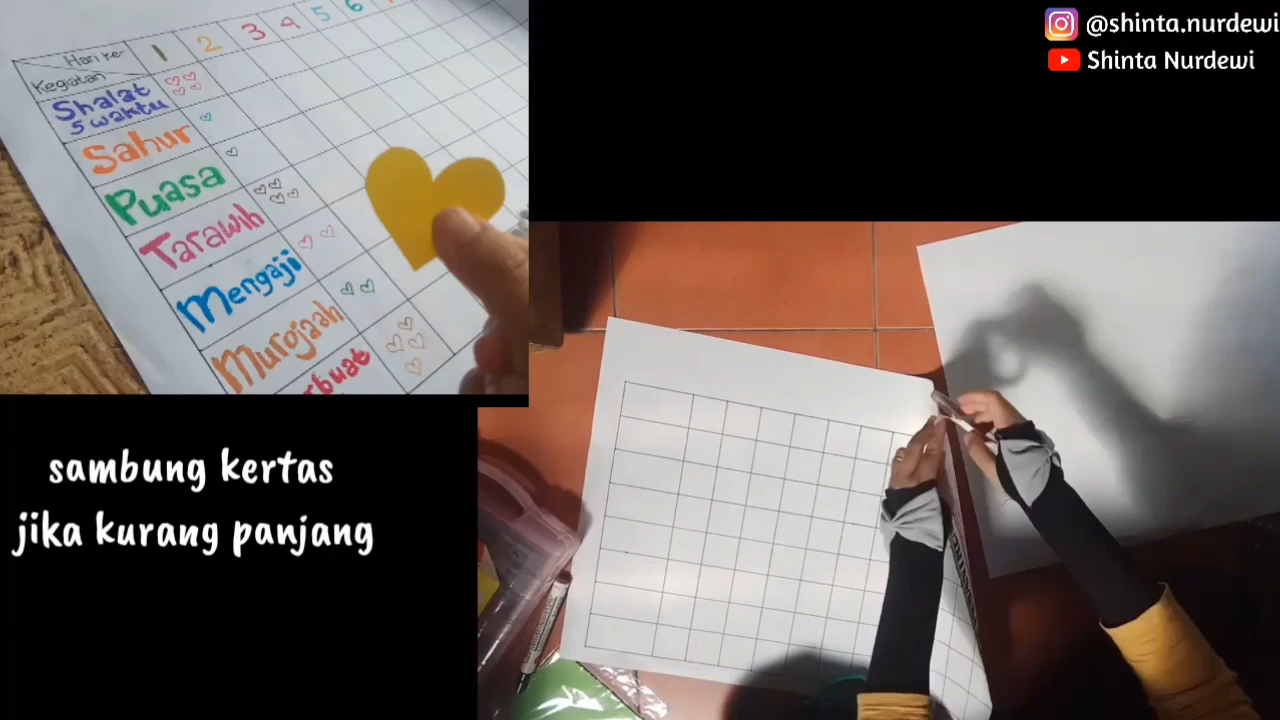 Hari ke-
1 2 3 4 5 6
Kegiatan
Shalat
5 waktu
Sahur
Puasa
Tarawih
Mengaji
Murojaah
rbuat
@shinta.nurdewi
Shinta Nurdewi
sambung kertas
jika kurang panjang